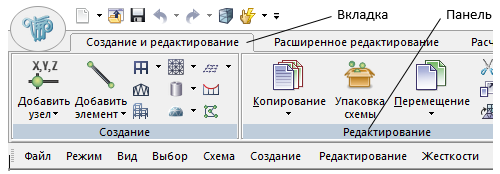 Вкладка
Панель
Создание и редактирование
Расширенное редактирование
Расч
X,Y,Z
Добавить узел
Добавить элемент
Копирование
Упаковка схемы
Перемещение
Создание
Редактирование
Файл Режим Вид Выбор Схема Создание Редактирование Жесткости